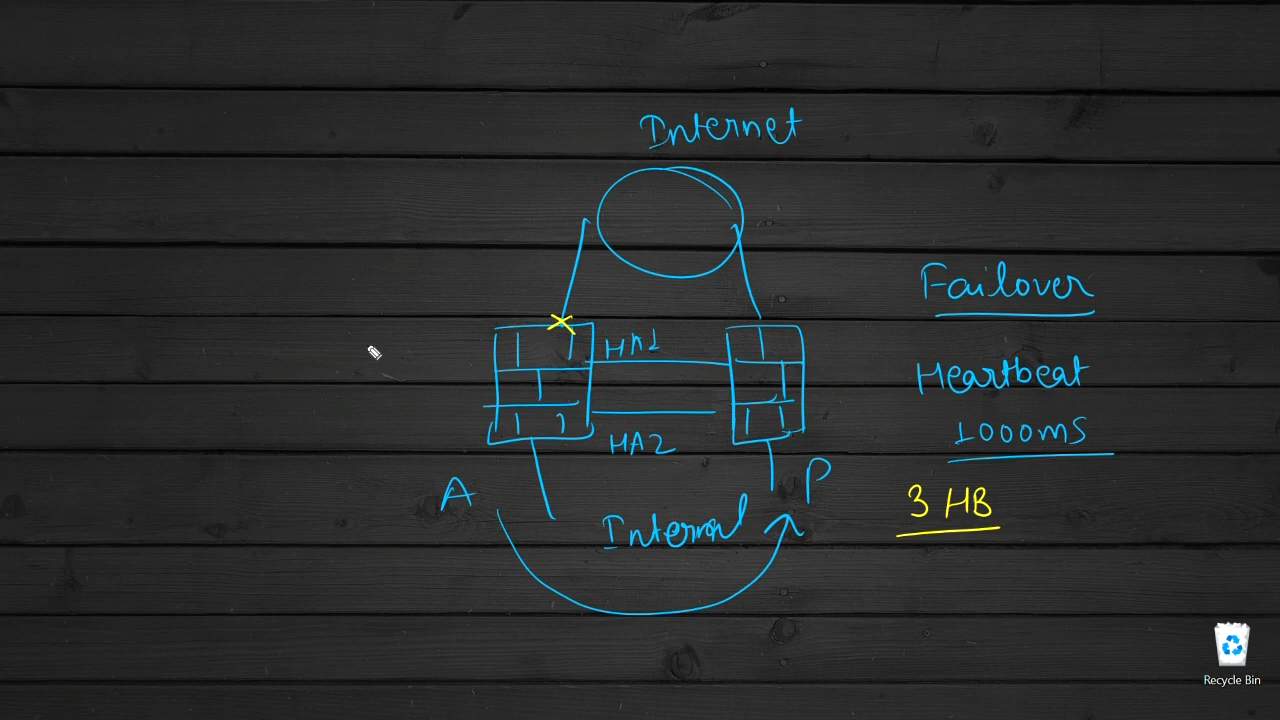 Internet
Failover
HA1
Heartbeat
1000ms
HA2
A
P
3 HB
Internal
Recycle Bin